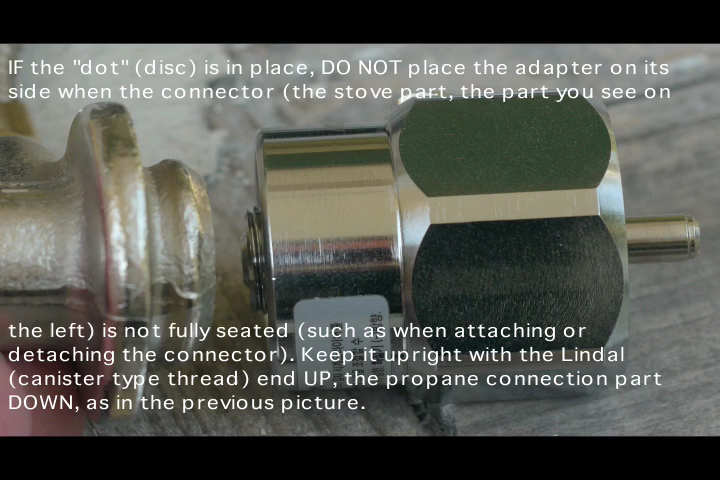 IF the "dot" (disc) is in place, DO NOT place the adapter on its
side when the connector (the stove part, the part you see on
the left) is not fully seated (such as when attaching or
detaching the connector). Keep it upright with the Lindal
(canister type thread) end UP, the propane connection part
DOWN, as in the previous picture.